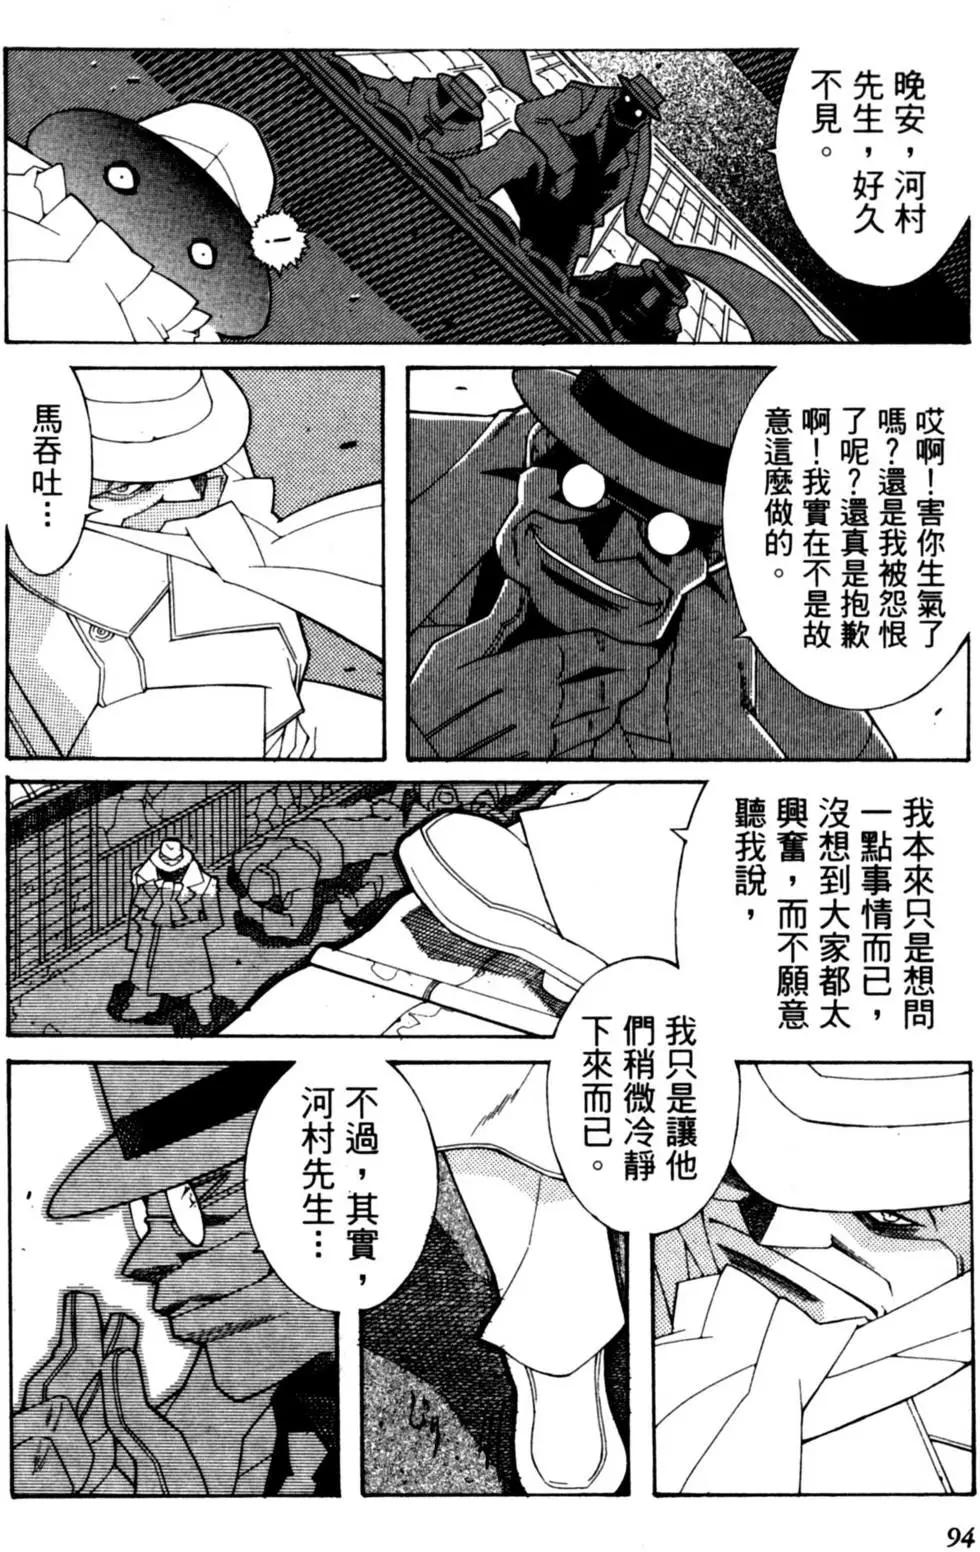 晚安，河村
先生，好久
不見。
哎啊！害你生氣了
嗎？還是我被怨恨
了呢？還真是抱歉
啊！我實在不是故
意這麼做的。
馬吞吐…
我本來只是想問
一點事情而已，
沒想到大家都太
興奮，而不願意
聽我說，
我只是讓他
們稍微冷靜
下來而已。
不過，其實，
河村先生…
じり
94